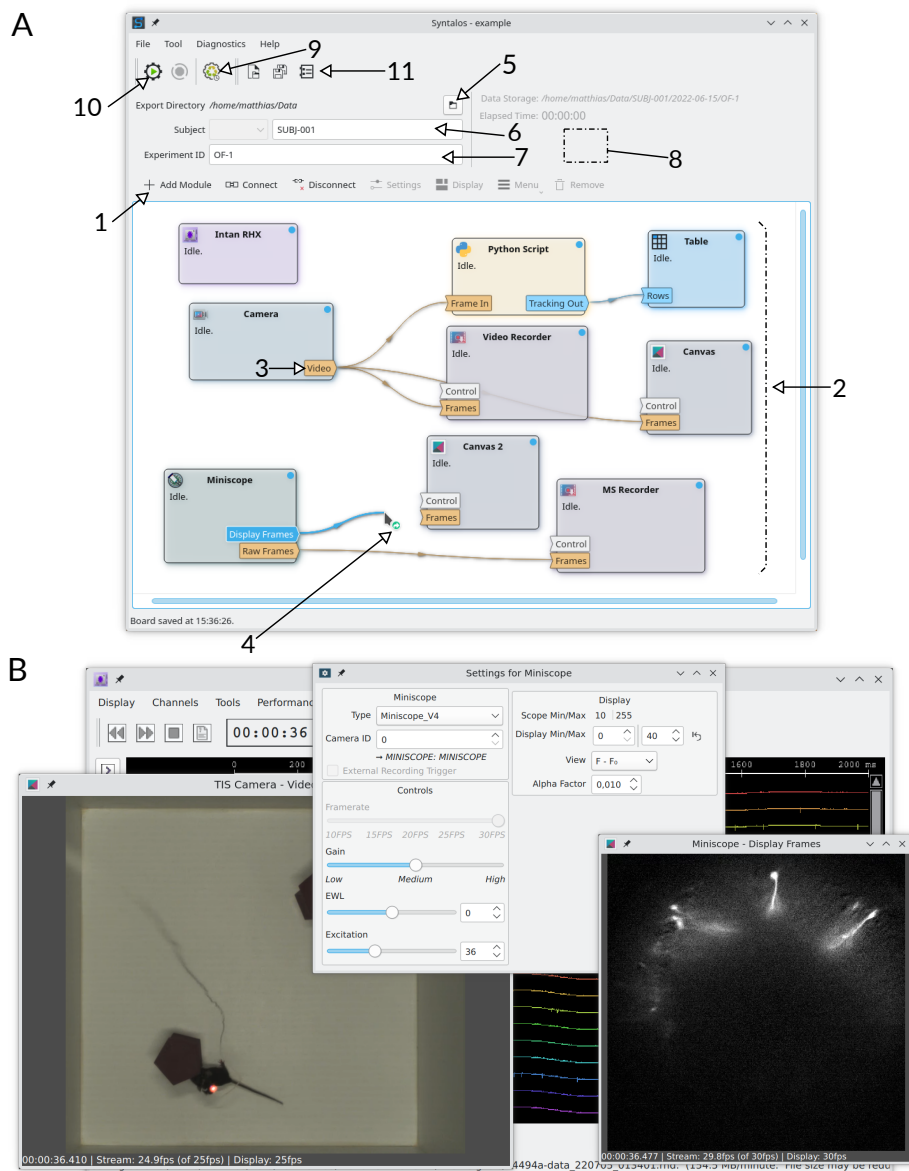 A
Syntalos - example
File Tool Diagnostics Help
9
10
11
5
Export Directory /home/matthias/Data
Data Storage: /home/matthias/Data/SUBJ-001/2022-06-15/OF-1
Elapsed Time: 00:00:00
Subject SUBJ-001
6
Experiment ID OF-1
7
8
Add Module Connect Disconnect Settings Display Menu Remove
1
Intan RHX
Idle.
Python Script
Idle.
Frame In
Tracking Out
Table
Idle.
Rows
Camera
Idle.
3
Video
Video Recorder
Idle.
Control
Frames
Canvas
Idle.
Control
Frames
2
Canvas 2
Idle.
Control
Frames
Miniscope
Idle.
Display Frames
Raw Frames
MS Recorder
Idle.
Control
Frames
Board saved at 15:36:26.
4
B
Display Channels Tools
00:00:36
0 200
1600 1800 2000 ms
Settings for Miniscope
Miniscope
Type Miniscope_V4
Camera ID 0
→ MINISCOPE: MINISCOPE
External Recording Trigger
Controls
Framerate
10FPS 15FPS 20FPS 25FPS 30FPS
Gain
Low Medium High
EWL
0
Excitation
36
Display
Scope Min/Max 10 255
Display Min/Max 0 40
View F - F₀
Alpha Factor 0,010
TIS Camera
00:00:36.410 | Stream: 24.9fps (of 25fps) | Display: 25fps
Miniscope - Display Frames
00:00:36.477 | Stream: 29.8fps (of 30fps) | Display: 30fps